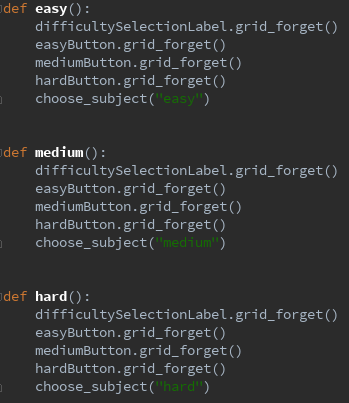 def easy():
    difficultySelectionLabel.grid_forget()
    easyButton.grid_forget()
    mediumButton.grid_forget()
    hardButton.grid_forget()
    choose_subject("easy")
def medium():
    difficultySelectionLabel.grid_forget()
    easyButton.grid_forget()
    mediumButton.grid_forget()
    hardButton.grid_forget()
    choose_subject("medium")
def hard():
    difficultySelectionLabel.grid_forget()
    easyButton.grid_forget()
    mediumButton.grid_forget()
    hardButton.grid_forget()
    choose_subject("hard")